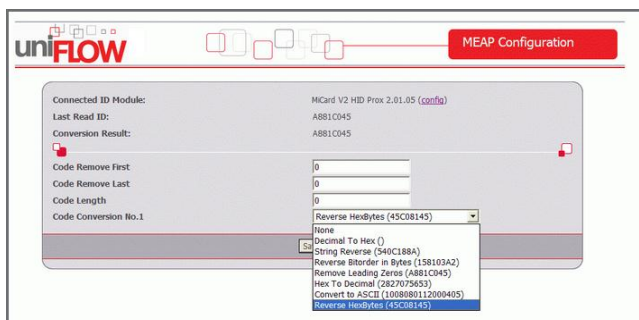 uniFLOW
MEAP Configuration
Connected ID Module: MiCard V2 HID Prox 2.01.05 (config)
Last Read ID: A881C045
Conversion Result: A881C045
Code Remove First 0
Code Remove Last 0
Code Length 0
Code Conversion No.1 Reverse HexBytes (45C08145)
Sa
None
Decimal To Hex ()
String Reverse (540C188A)
Reverse Bitorder in Bytes (158103A2)
Remove Leading Zeros (A881C045)
Hex To Decimal (2827075653)
Convert to ASCII (1008080112000405)
Reverse HexBytes (45C08145)